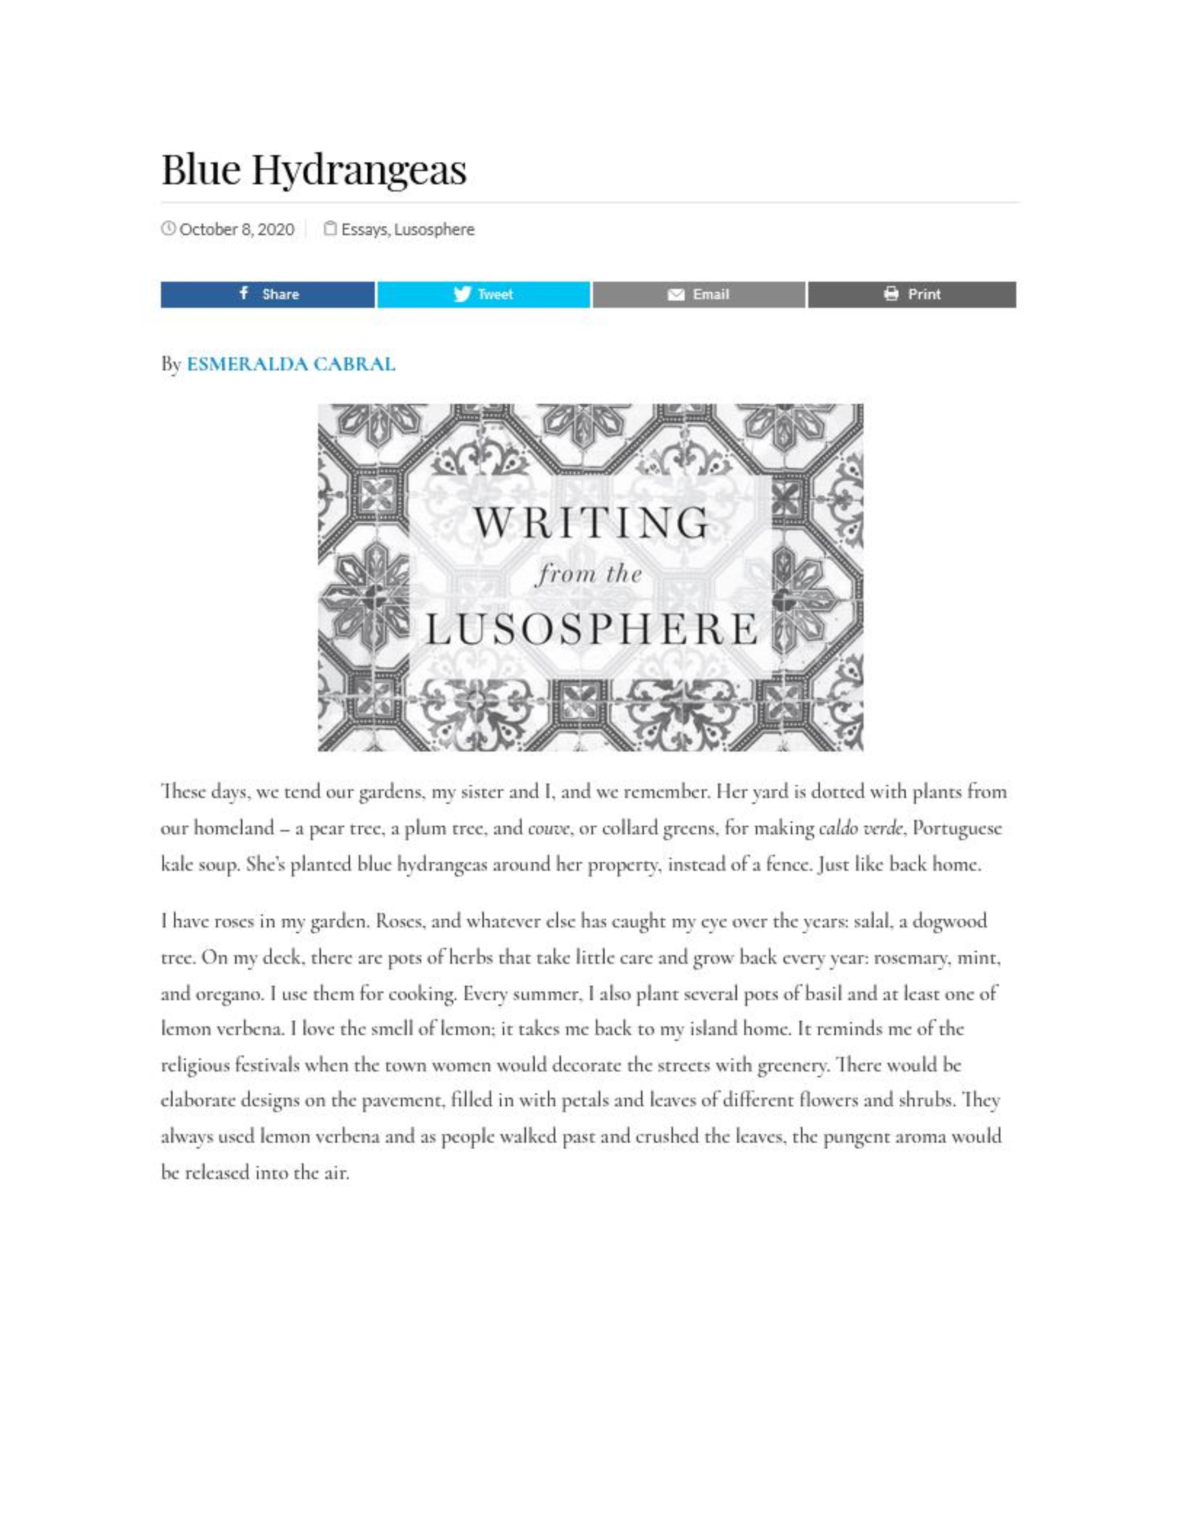 Blue Hydrangeas
October 8, 2020 Essays, Lusosphere
Share Tweet Email Print
By ESMERALDA CABRAL
WRITING
from the
LUSOSPHERE
These days, we tend our gardens, my sister and I, and we remember. Her yard is dotted with plants from
our homeland – a pear tree, a plum tree, and couve, or collard greens, for making caldo verde, Portuguese
kale soup. She’s planted blue hydrangeas around her property, instead of a fence. Just like back home.
I have roses in my garden. Roses, and whatever else has caught my eye over the years: salal, a dogwood
tree. On my deck, there are pots of herbs that take little care and grow back every year: rosemary, mint,
and oregano. I use them for cooking. Every summer, I also plant several pots of basil and at least one of
lemon verbena. I love the smell of lemon; it takes me back to my island home. It reminds me of the
religious festivals when the town women would decorate the streets with greenery. There would be
elaborate designs on the pavement, filled in with petals and leaves of different flowers and shrubs. They
always used lemon verbena and as people walked past and crushed the leaves, the pungent aroma would
be released into the air.